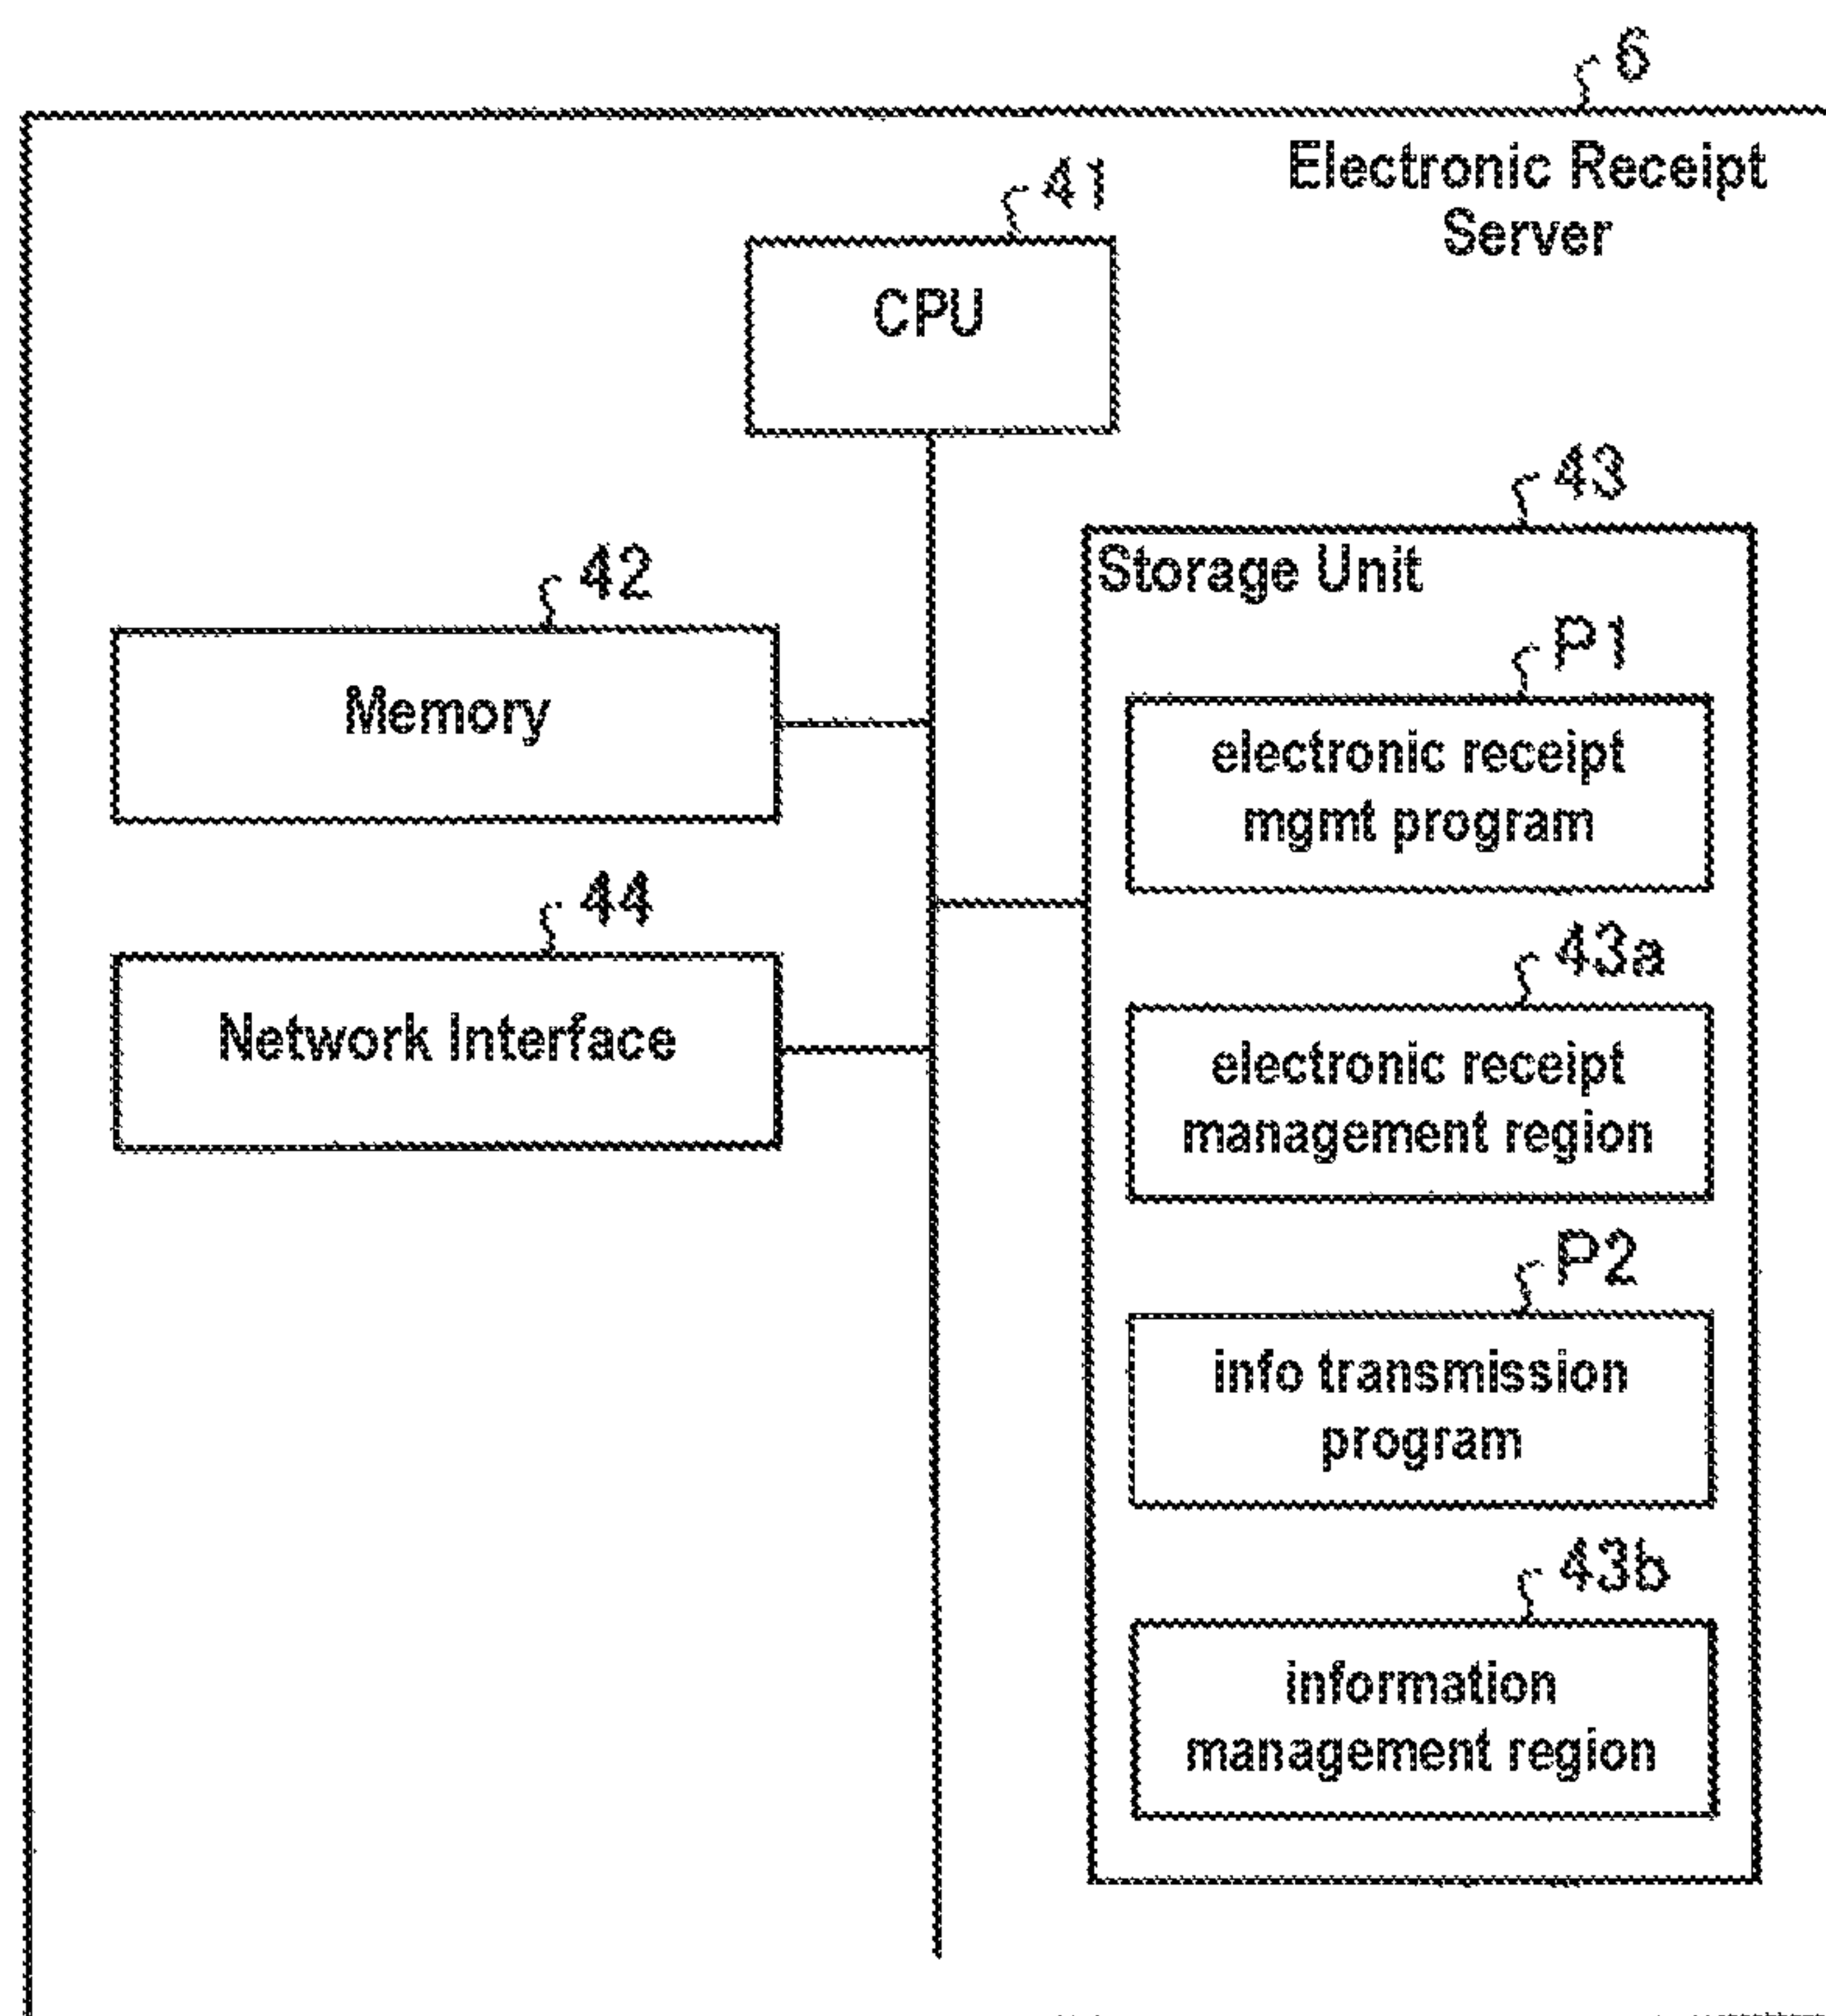 6
Electronic Receipt
Server
41
CPU
43
Storage Unit
42
Memory
P1
electronic receipt
mgmt program
44
Network Interface
43a
electronic receipt
management region
P2
info transmission
program
43b
information
management region